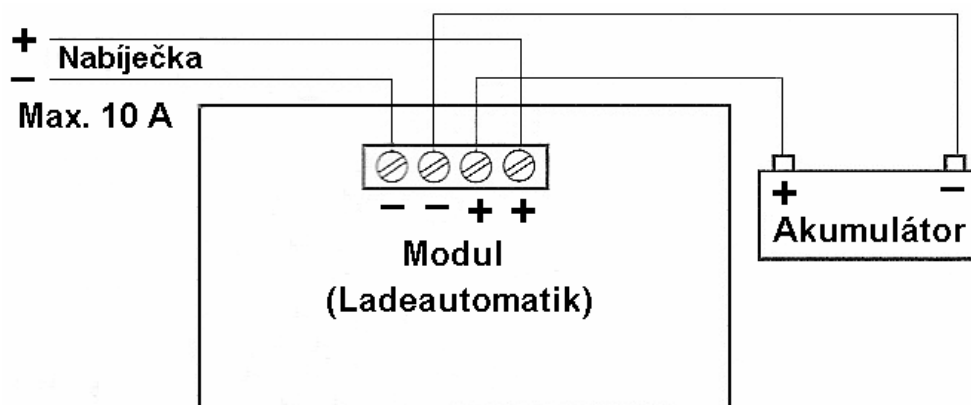 +
Nabíječka
−
Max. 10 A
− − + +
Modul
(Ladeautomatik)
+ −
Akumulátor